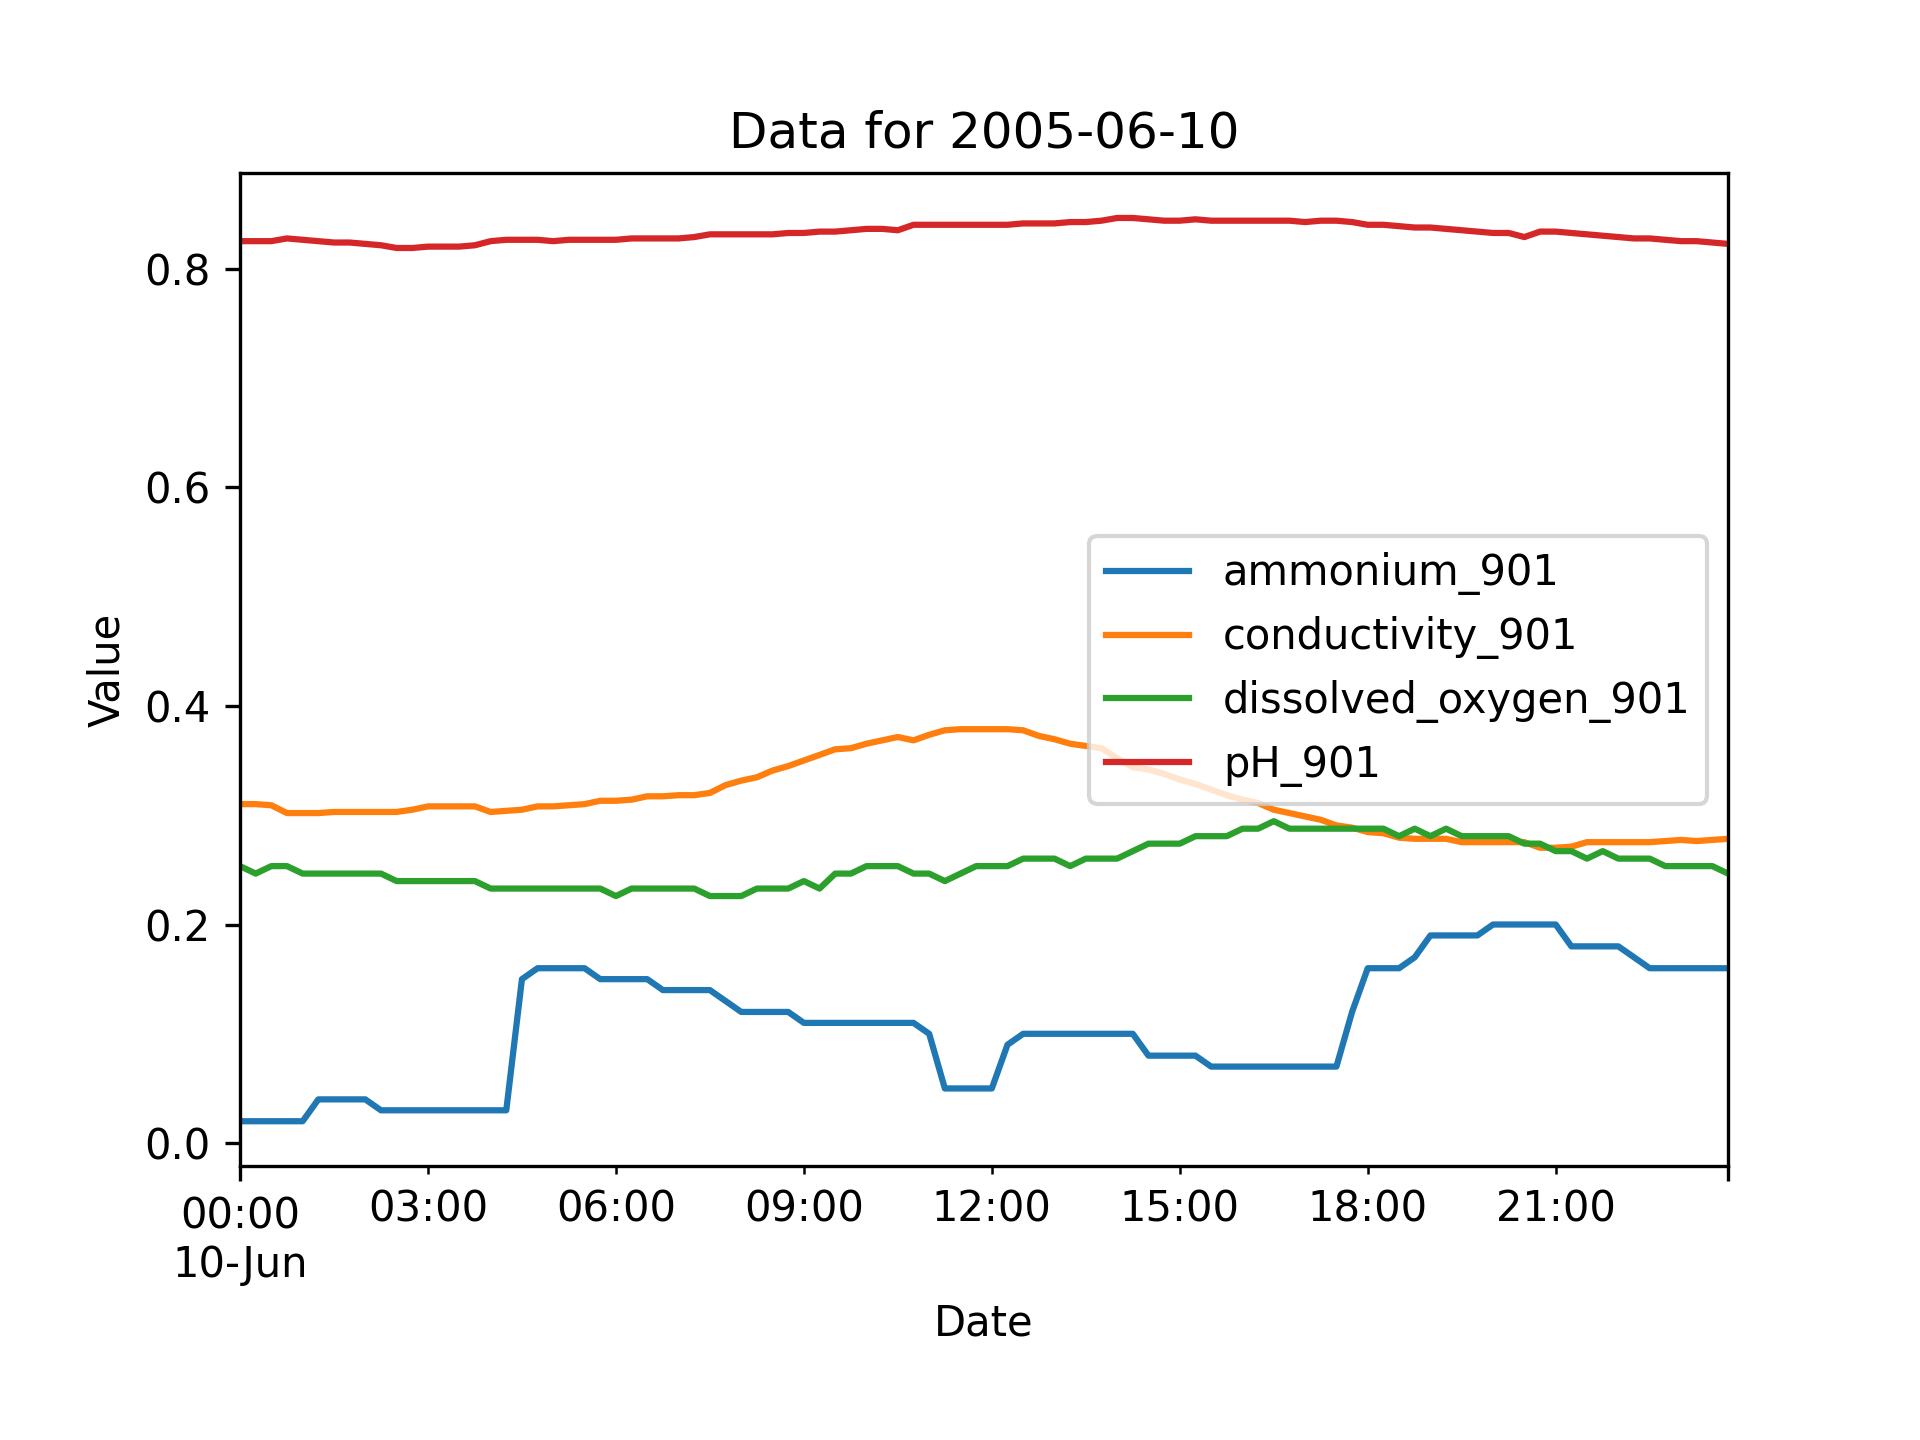 Data for 2005-06-10
Value
0.8
0.6
0.4
0.2
0.0
ammonium_901
conductivity_901
dissolved_oxygen_901
pH_901
00:00 03:00 06:00 09:00 12:00 15:00 18:00 21:00
10-Jun
Date